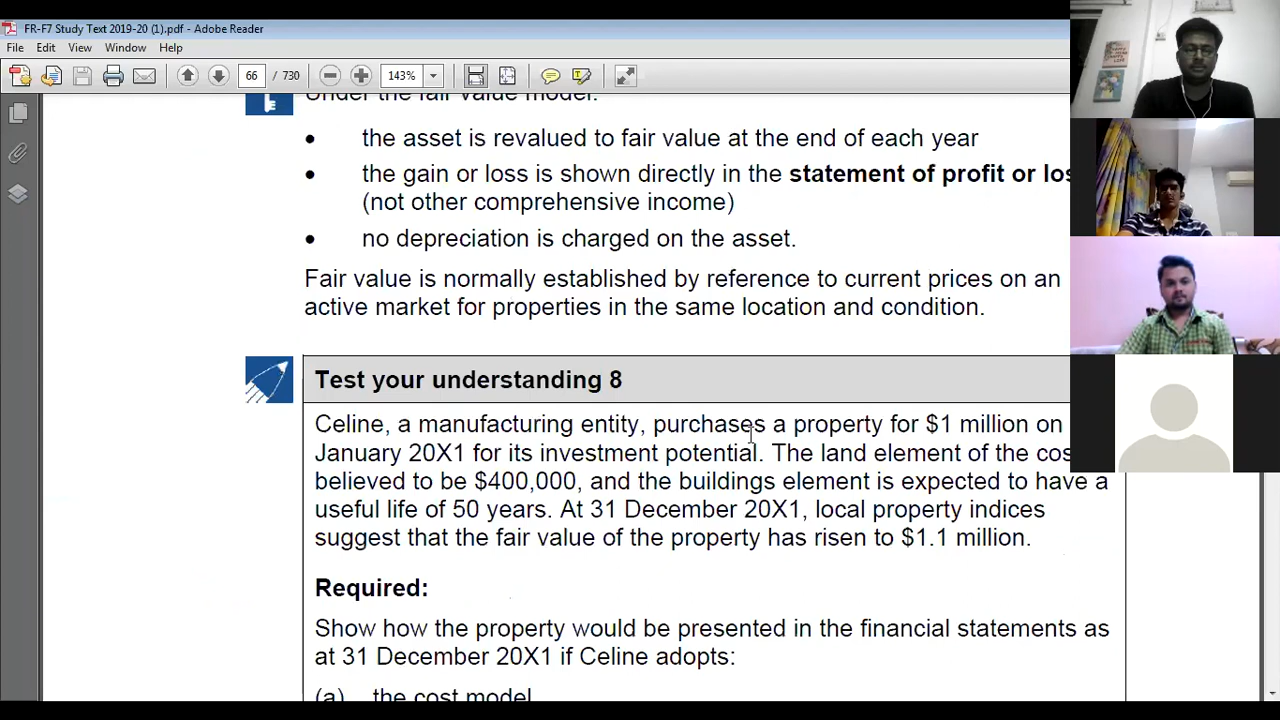 FR-F7 Study Text 2019-20 (1).pdf - Adobe Reader
File Edit View Window Help
66 / 730 143%
Under the fair value model:
• the asset is revalued to fair value at the end of each year
• the gain or loss is shown directly in the statement of profit or los
(not other comprehensive income)
• no depreciation is charged on the asset.
Fair value is normally established by reference to current prices on an
active market for properties in the same location and condition.
Test your understanding 8
Celine, a manufacturing entity, purchases a property for $1 million on
January 20X1 for its investment potential. The land element of the cos
believed to be $400,000, and the buildings element is expected to have a
useful life of 50 years. At 31 December 20X1, local property indices
suggest that the fair value of the property has risen to $1.1 million.
Required:
Show how the property would be presented in the financial statements as
at 31 December 20X1 if Celine adopts:
(a) the cost model